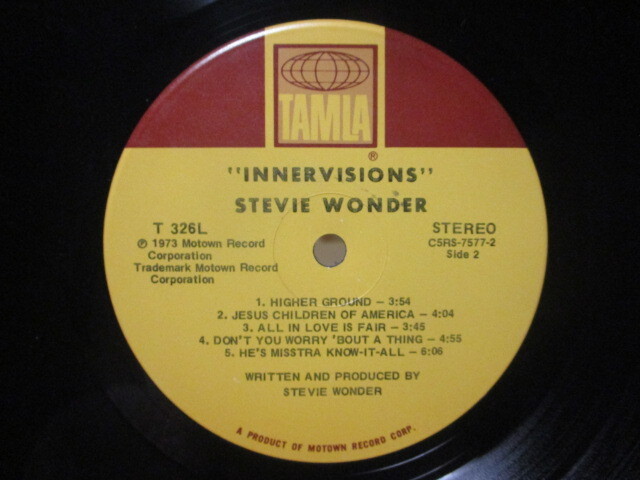 TAMLA
®
"INNERVISIONS"
STEVIE WONDER
T 326L
℗ 1973 Motown Record
Corporation
Trademark Motown Record
Corporation
STEREO
C5RS-7577-2
Side 2
1. HIGHER GROUND — 3:54
2. JESUS CHILDREN OF AMERICA — 4:04
3. ALL IN LOVE IS FAIR — 3:45
4. DON'T YOU WORRY 'BOUT A THING — 4:55
5. HE'S MISSTRA KNOW-IT-ALL — 6:06
WRITTEN AND PRODUCED BY
STEVIE WONDER
A PRODUCT OF MOTOWN RECORD CORP.